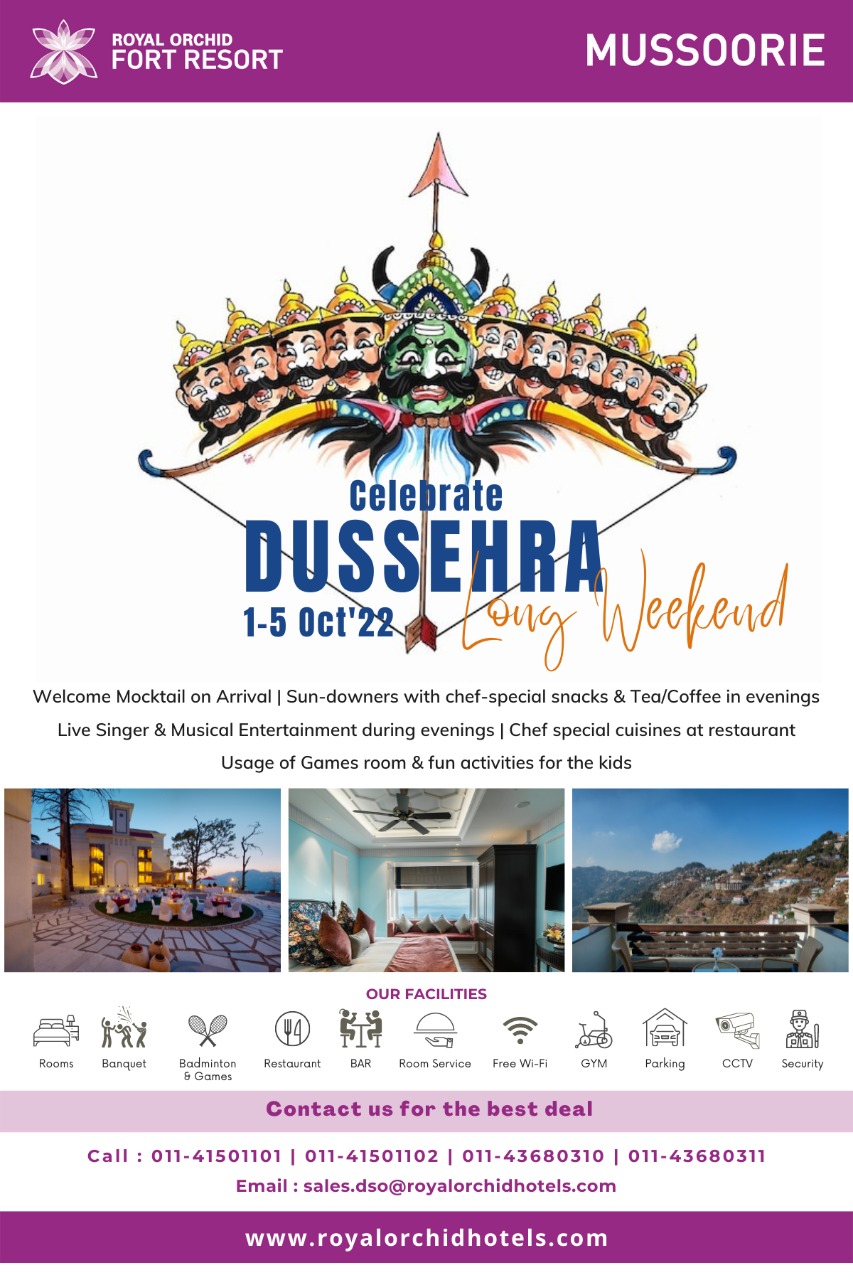 ROYAL ORCHID
FORT RESORT
MUSSOORIE
Celebrate
DUSSEHRA
Long Weekend
1-5 Oct'22
Welcome Mocktail on Arrival | Sun-downers with chef-special snacks & Tea/Coffee in evenings
Live Singer & Musical Entertainment during evenings | Chef special cuisines at restaurant
Usage of Games room & fun activities for the kids
OUR FACILITIES
Rooms
Banquet
Badminton
& Games
Restaurant
BAR
Room Service
Free Wi-Fi
GYM
Parking
CCTV
Security
Contact us for the best deal
Call : 011-41501101 | 011-41501102 | 011-43680310 | 011-43680311
Email : sales.dso@royalorchidhotels.com
www.royalorchidhotels.com